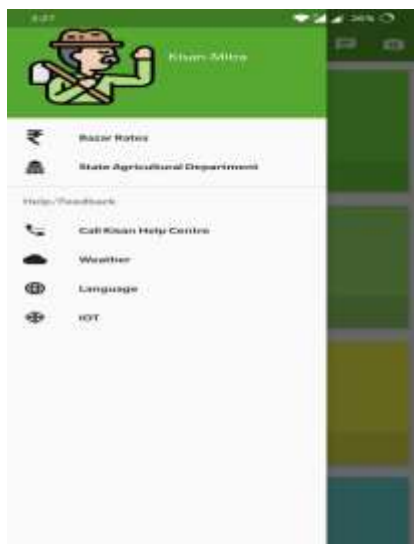 Kisan-Mitra
Bazar Rates
State Agricultural Department
Help/Feedback
Call Kisan Help Centre
Weather
Language
IOT